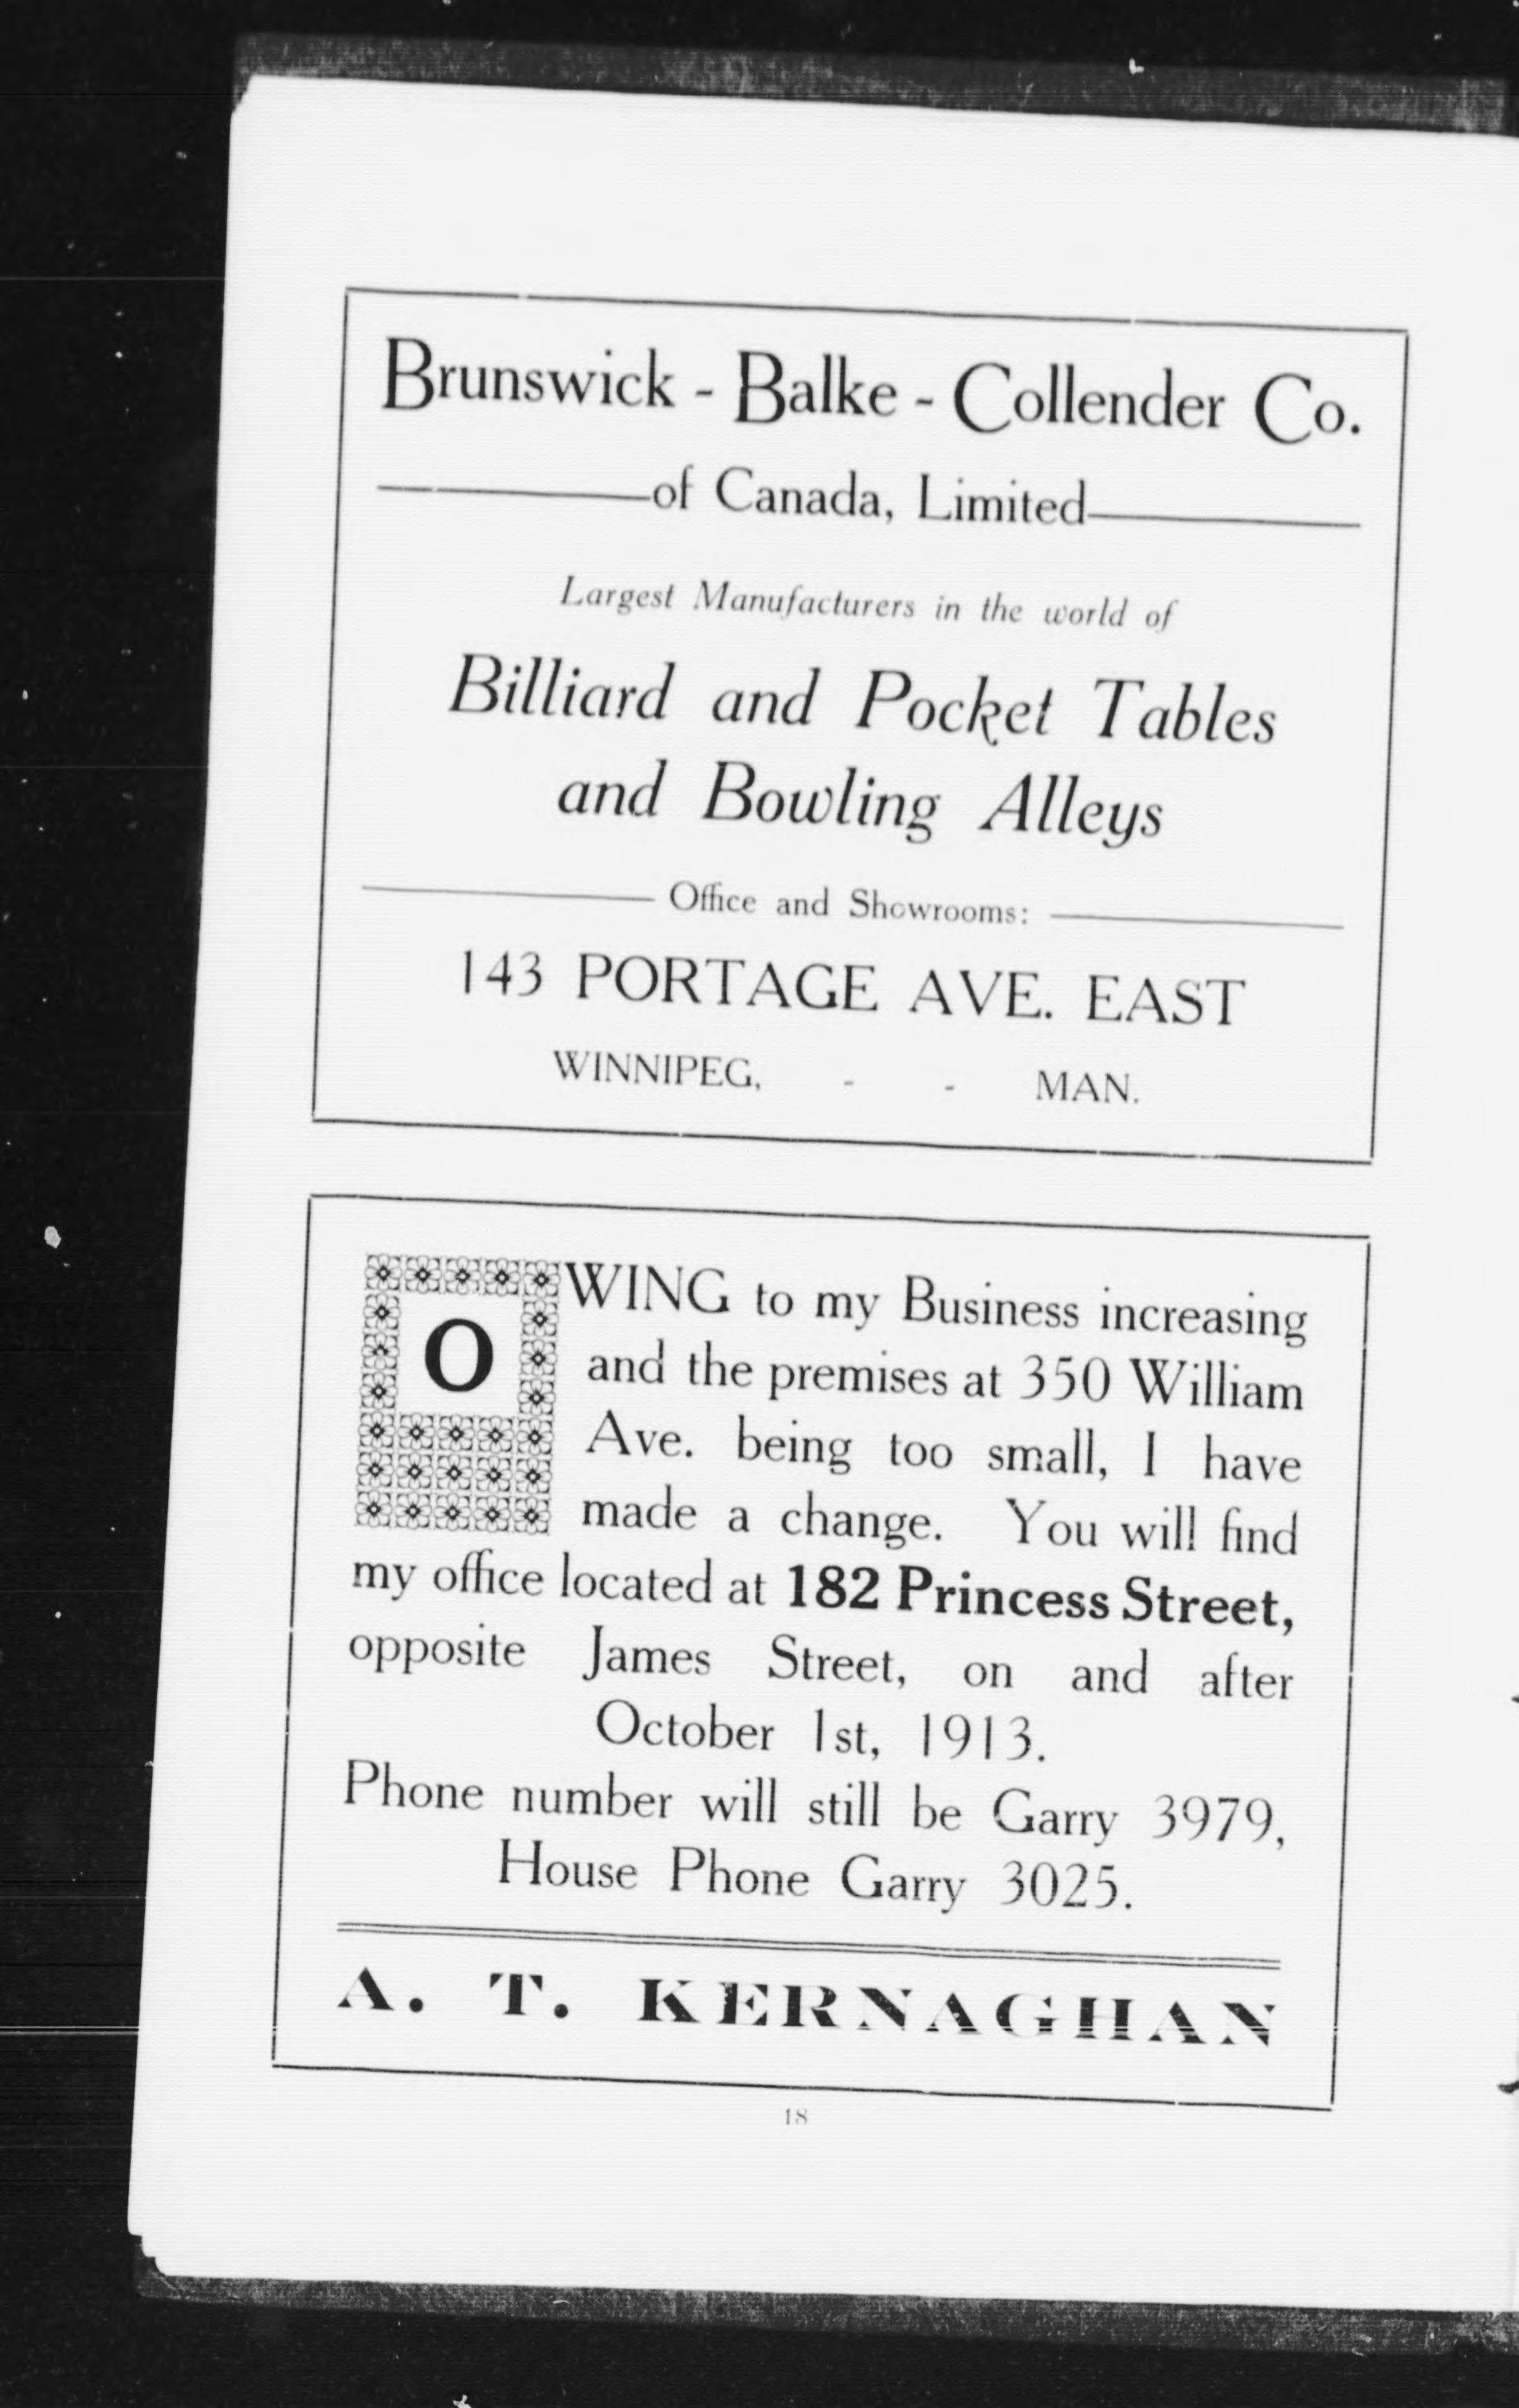 Brunswick - Balke - Collender Co.
of Canada, Limited
Largest Manufacturers in the world of
Billiard and Pocket Tables
and Bowling Alleys
Office and Showrooms:
143 PORTAGE AVE. EAST
WINNIPEG, - - MAN.
OWING to my Business increasing
and the premises at 350 William
Ave. being too small, I have
made a change. You will find
my office located at 182 Princess Street,
opposite James Street, on and after
October 1st, 1913.
Phone number will still be Garry 3979,
House Phone Garry 3025.
A. T. KERNAGHAN
18